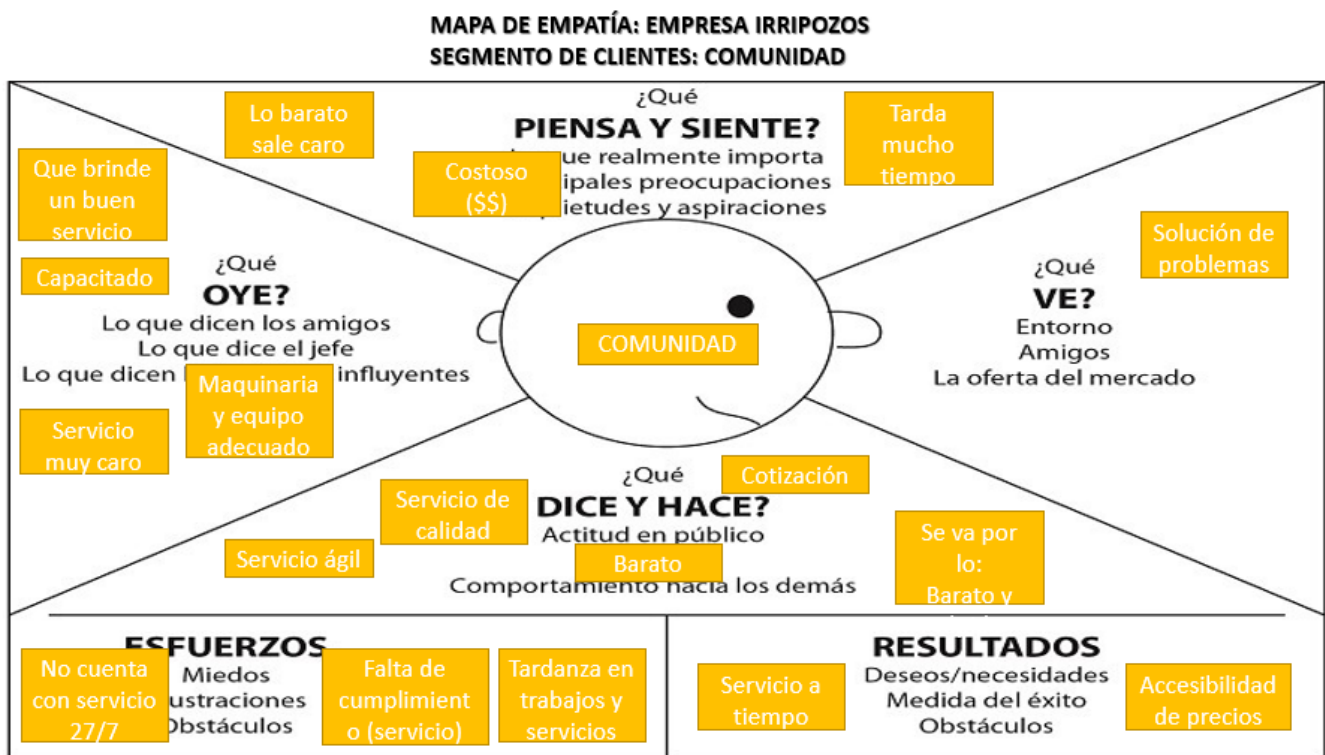 MAPA DE EMPATÍA: EMPRESA IRRIPOZOS
SEGMENTO DE CLIENTES: COMUNIDAD
¿Qué
PIENSA Y SIENTE?
que realmente importa
preocupaciones
y aspiraciones
Lo barato
sale caro
Costoso
($$)
Tarda
mucho
tiempo
Que brinde
un buen
servicio
Capacitado
¿Qué
OYE?
Lo que dicen los amigos
Lo que dice el jefe
Lo que dicen
influyentes
Maquinaria
y equipo
adecuado
Servicio
muy caro
COMUNIDAD
Solución de
problemas
¿Qué
VE?
Entorno
Amigos
La oferta del mercado
¿Qué
DICE Y HACE?
Actitud en público
Comportamiento hacia los demás
Cotización
Servicio de
calidad
Servicio ágil
Barato
Se va por
lo:
Barato y
ESFUERZOS
Miedos
Obstáculos
No cuenta
con servicio
27/7
Falta de
cumplimient
o (servicio)
Tardanza en
trabajos y
servicios
RESULTADOS
Deseos/necesidades
Medida del éxito
Obstáculos
Servicio a
tiempo
Accesibilidad
de precios